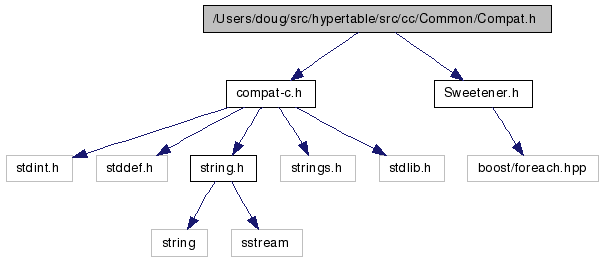 /Users/doug/src/hypertable/src/cc/Common/Compat.h
compat-c.h
Sweetener.h
stdint.h
stddef.h
string.h
strings.h
stdlib.h
boost/foreach.hpp
string
sstream